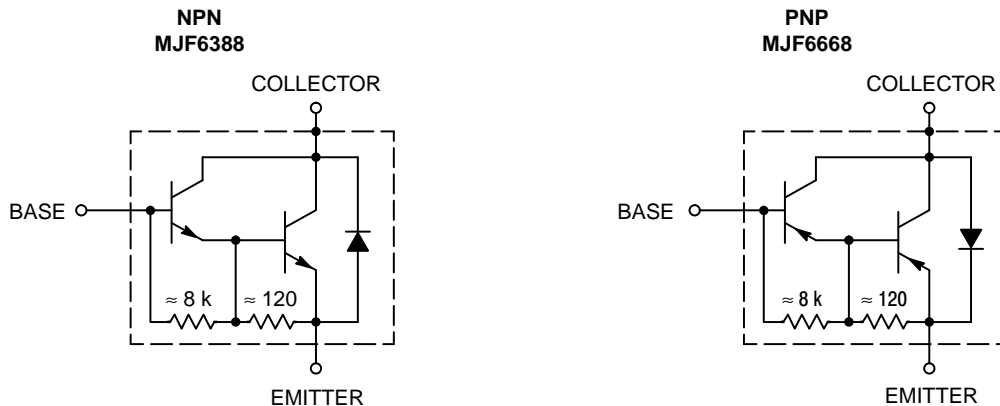 NPN
MJF6388
COLLECTOR
BASE
≈ 8 k
≈ 120
EMITTER
PNP
MJF6668
COLLECTOR
BASE
≈ 8 k
≈ 120
EMITTER